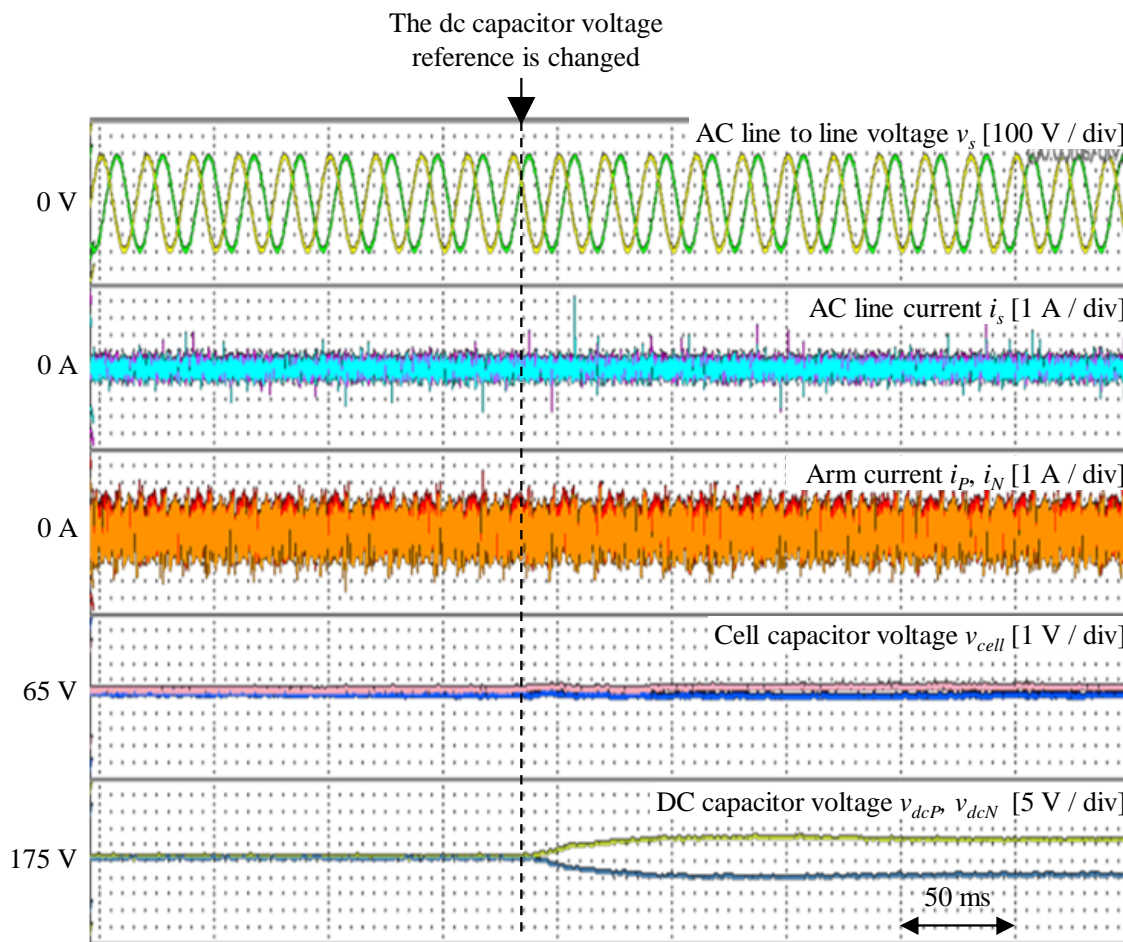 The dc capacitor voltage
reference is changed
AC line to line voltage vs [100 V / div]
0 V
AC line current is [1 A / div]
0 A
Arm current iP, iN [1 A / div]
0 A
Cell capacitor voltage vcell [1 V / div]
65 V
DC capacitor voltage vdcP, vdcN [5 V / div]
175 V
50 ms